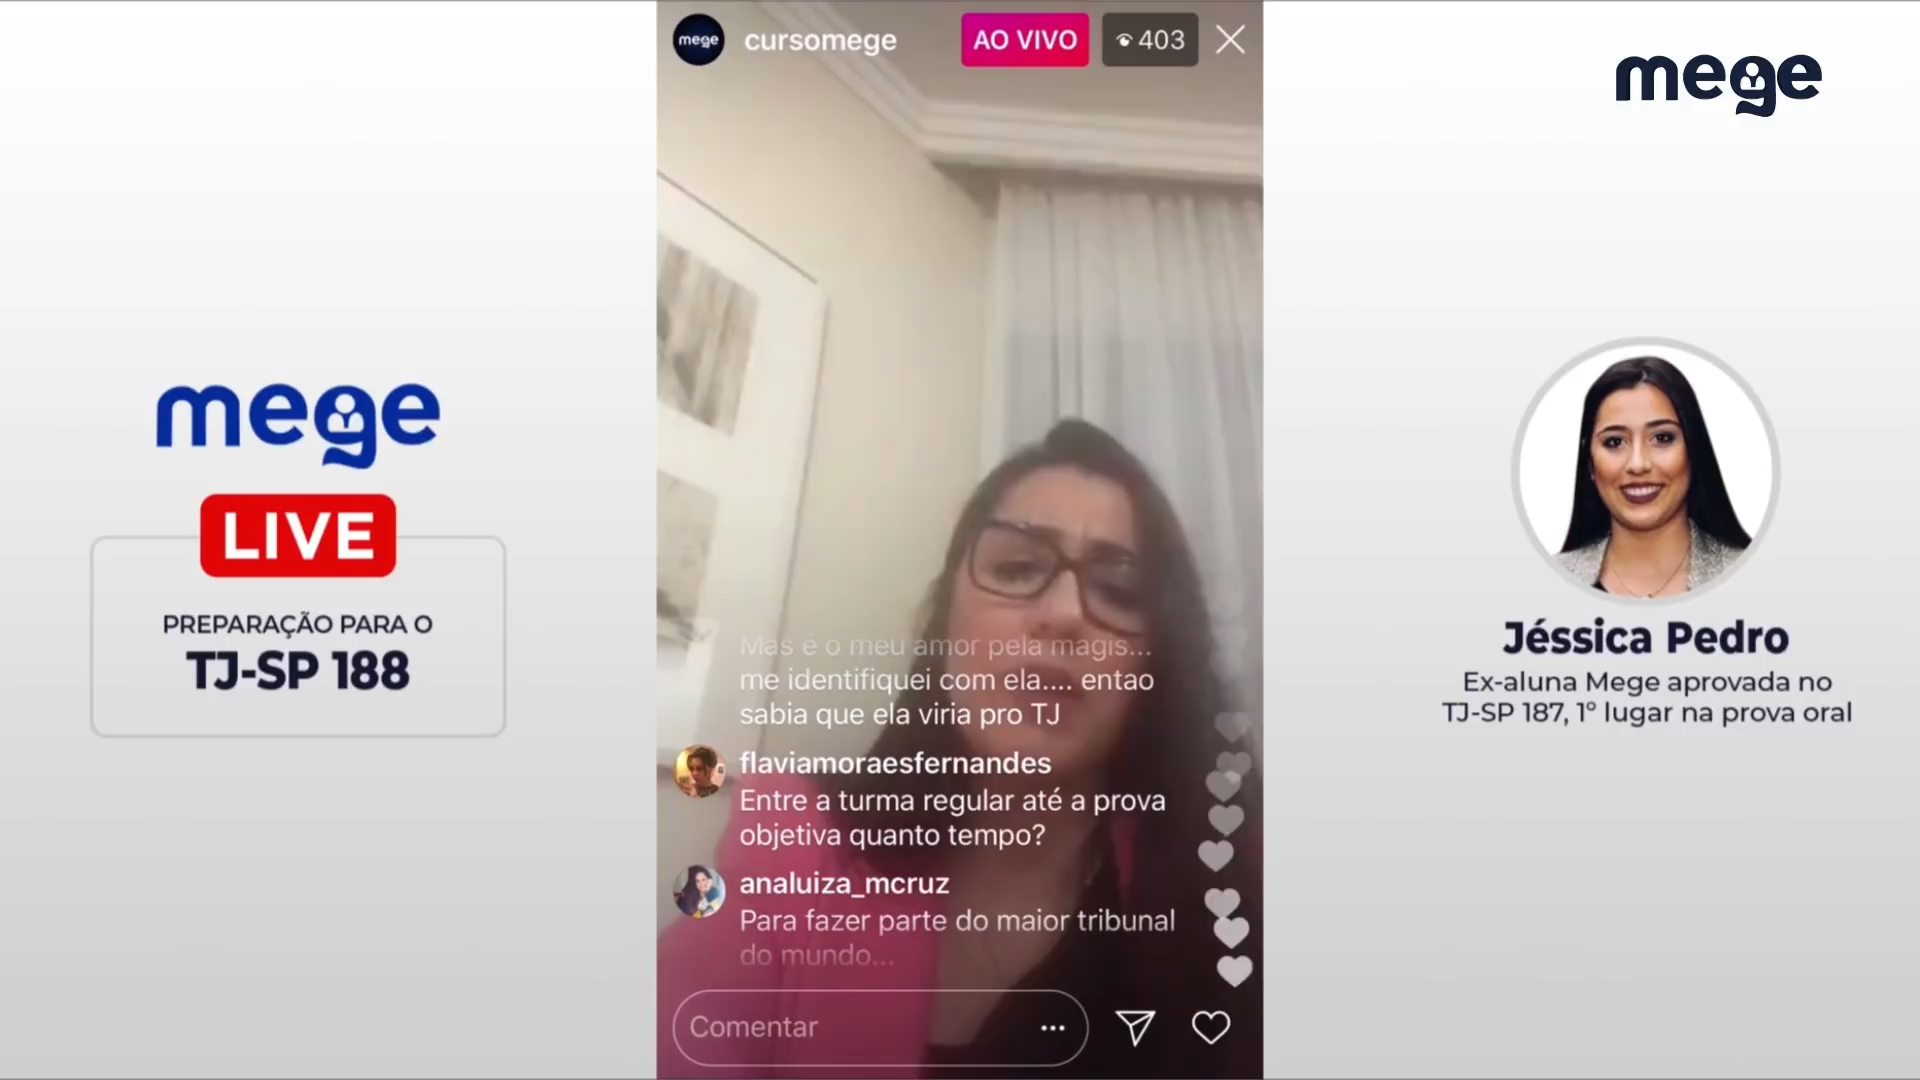 mege
cursomege
AO VIVO
403
mege
mege
LIVE
PREPARAÇÃO PARA O
TJ-SP 188
Mas é o meu amor pela magis...
me identifiquei com ela.... entao
sabia que ela viria pro TJ
flaviamoraesfernandes
Entre a turma regular até a prova
objetiva quanto tempo?
analuiza_mcruz
Para fazer parte do maior tribunal
do mundo...
Comentar
Jéssica Pedro
Ex-aluna Mege aprovada no
TJ-SP 187, 1º lugar na prova oral